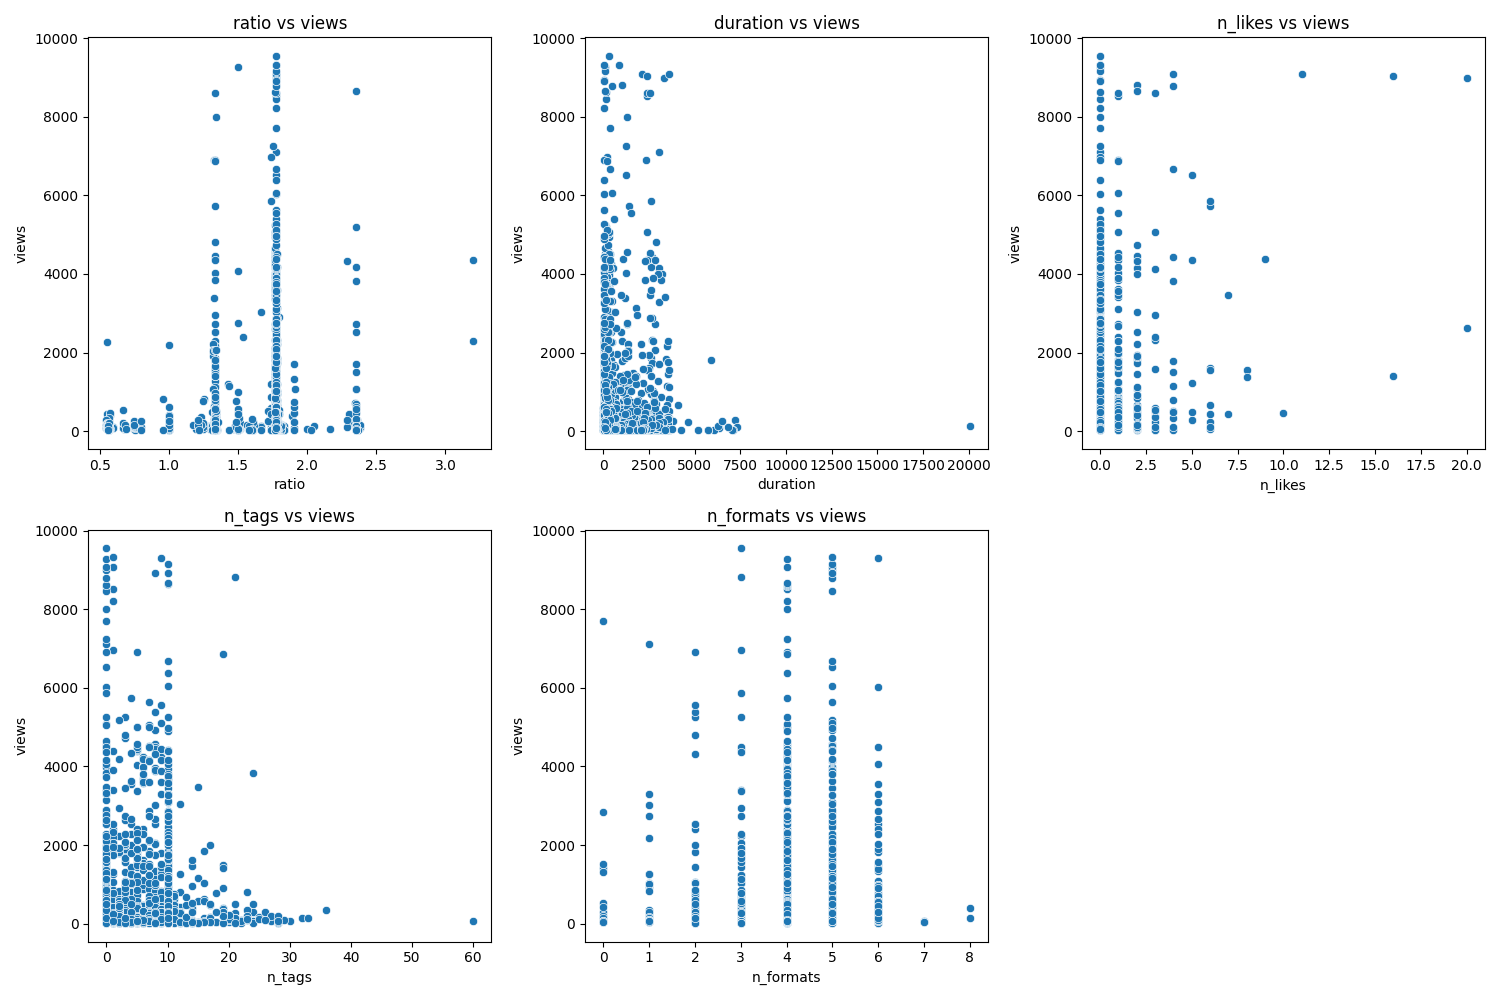 ratio vs views
duration vs views
n_likes vs views
10000
8000
6000
4000
2000
0
views
0.5 1.0 1.5 2.0 2.5 3.0
ratio
10000
8000
6000
4000
2000
0
views
0 2500 5000 7500 10000 12500 15000 17500 20000
duration
10000
8000
6000
4000
2000
0
views
0.0 2.5 5.0 7.5 10.0 12.5 15.0 17.5 20.0
n_likes
n_tags vs views
n_formats vs views
10000
8000
6000
4000
2000
0
views
0 10 20 30 40 50 60
n_tags
10000
8000
6000
4000
2000
0
views
0 1 2 3 4 5 6 7 8
n_formats